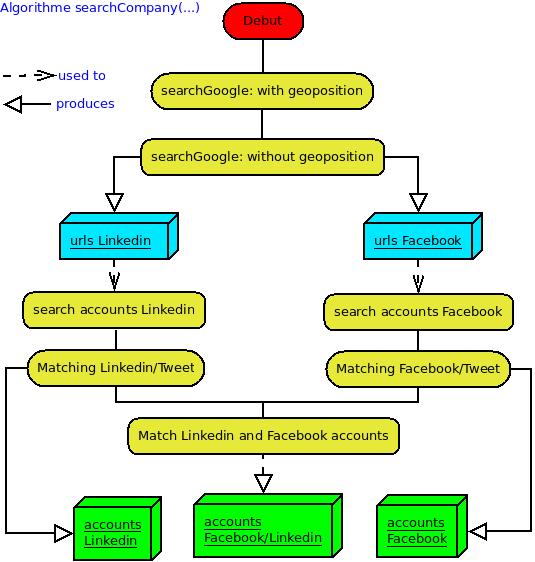 Algorithme searchCompany(...)
Debut
used to
produces
searchGoogle: with geoposition
searchGoogle: without geoposition
urls Linkedin
urls Facebook
search accounts Linkedin
search accounts Facebook
Matching Linkedin/Tweet
Matching Facebook/Tweet
Match Linkedin and Facebook accounts
accounts
Linkedin
accounts
Facebook/Linkedin
accounts
Facebook